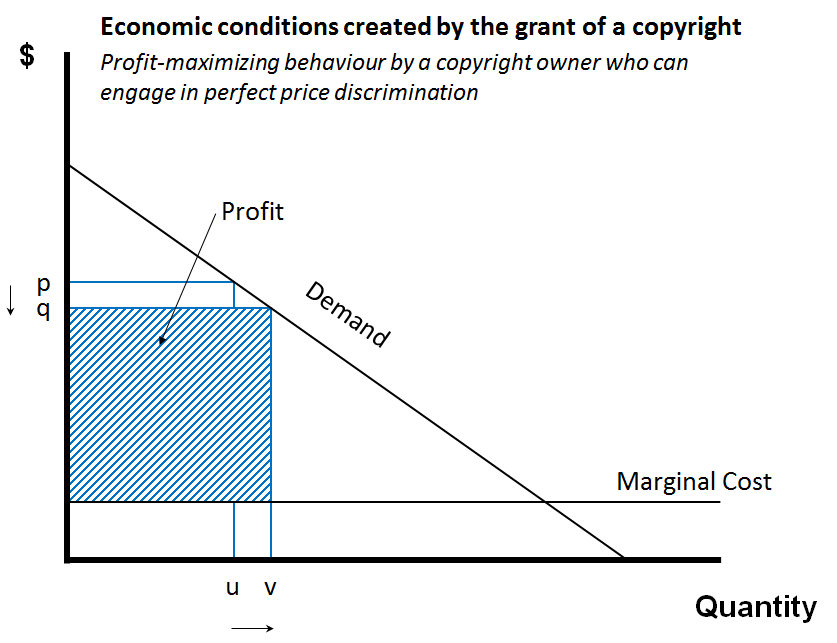 Economic conditions created by the grant of a copyright
Profit-maximizing behaviour by a copyright owner who can
engage in perfect price discrimination
$
Profit
p
q
Demand
Marginal Cost
u v
Quantity